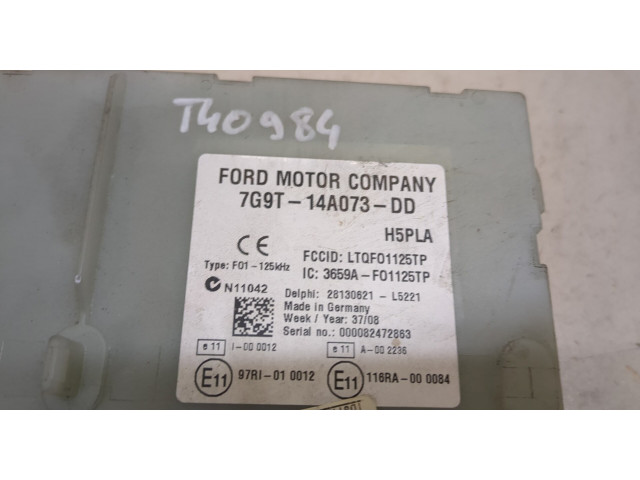 T40984
FORD MOTOR COMPANY
7G9T-14A073-DD
H5PLA
CE
FCCID: LTQFO1125TP
Type: FO1-125kHz
IC: 3659A-FO1125TP
N11042
Delphi: 28130621 - L5221
Made in Germany
Week / Year: 37/08
Serial no.: 000082472863
e 11 I-00 0012
e 11 A-00 2236
E11 97RI-01 0012
E11 116RA-00 0084